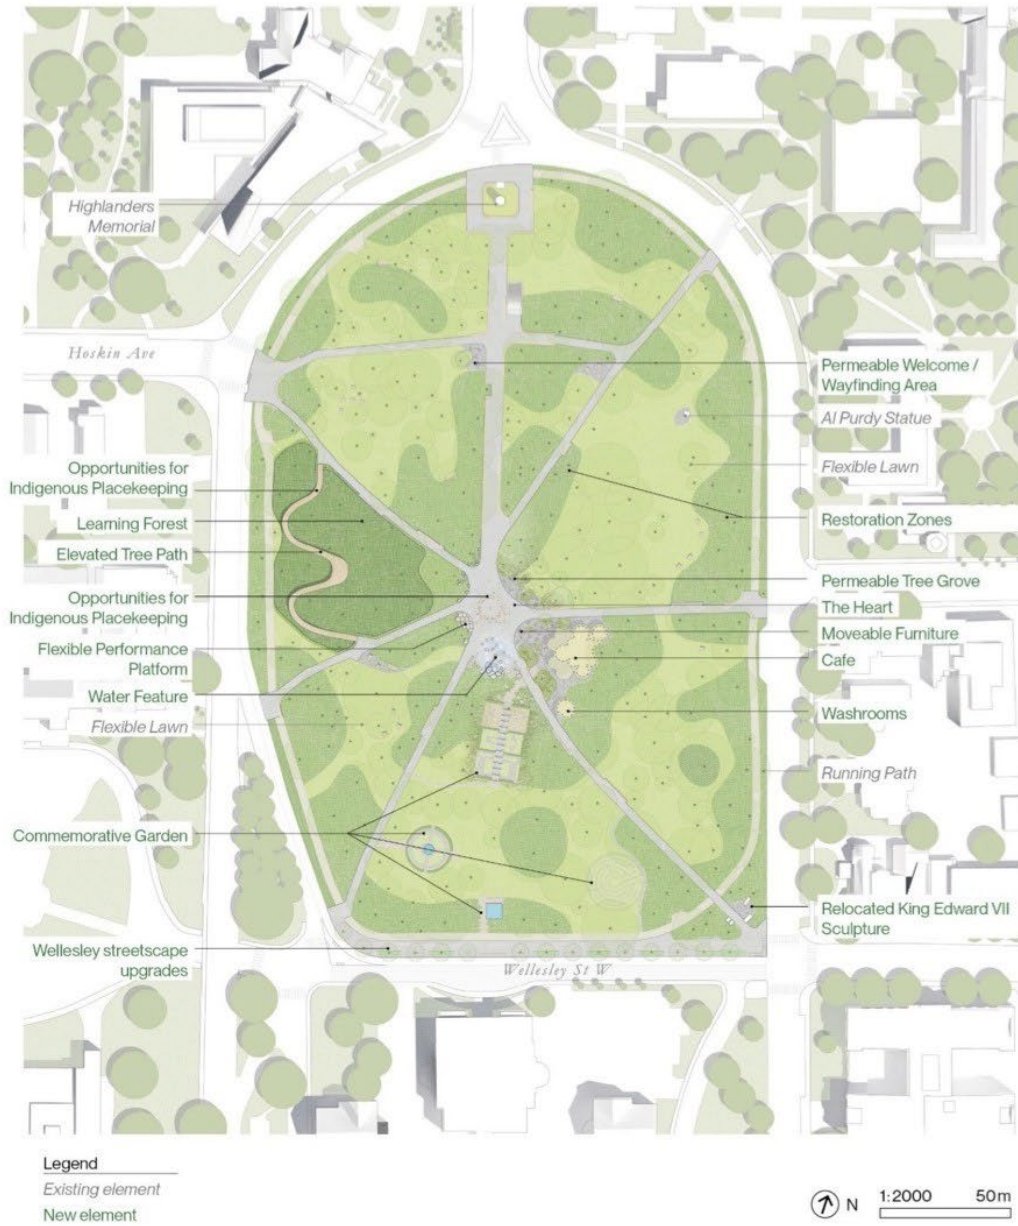 Highlanders
Memorial
Hoskin Ave
Opportunities for
Indigenous Placekeeping
Learning Forest
Elevated Tree Path
Opportunities for
Indigenous Placekeeping
Flexible Performance
Platform
Water Feature
Flexible Lawn
Commemorative Garden
Wellesley streetscape
upgrades
Permeable Welcome /
Wayfinding Area
Al Purdy Statue
Flexible Lawn
Restoration Zones
Permeable Tree Grove
The Heart
Moveable Furniture
Cafe
Washrooms
Running Path
Relocated King Edward VII
Sculpture
Wellesley St W
Legend
Existing element
New element
N
1:2000
50m